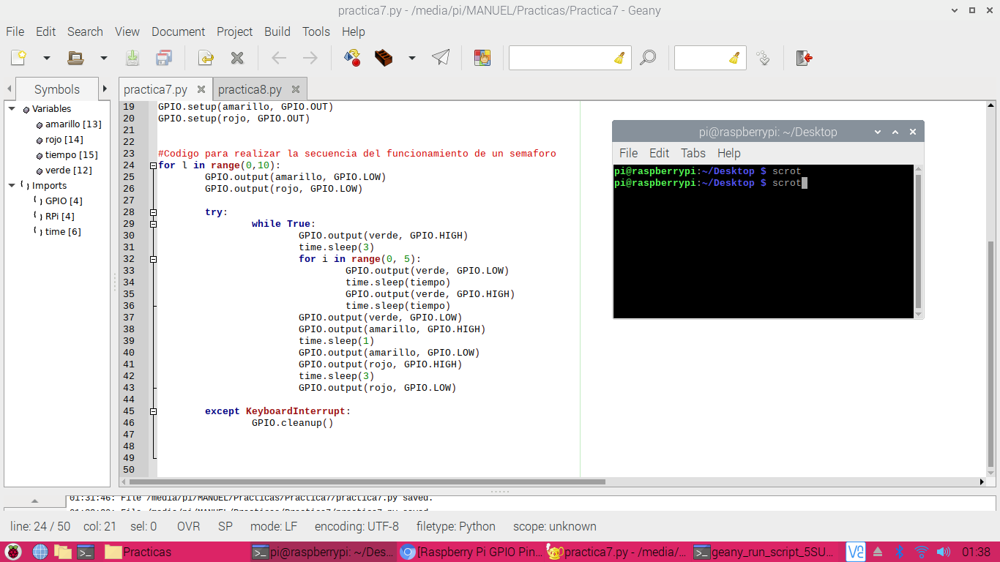 practica7.py - /media/pi/MANUEL/Practicas/Practica7 - Geany
File Edit Search View Document Project Build Tools Help
Symbols
Variables
amarillo [13]
rojo [14]
tiempo [15]
verde [12]
Imports
GPIO [4]
RPi [4]
time [6]
practica7.py practica8.py
19 GPIO.setup(amarillo, GPIO.OUT)
20 GPIO.setup(rojo, GPIO.OUT)
21
22
23 #Codigo para realizar la secuencia del funcionamiento de un semaforo
24 for l in range(0,10):
25 GPIO.output(amarillo, GPIO.LOW)
26 GPIO.output(rojo, GPIO.LOW)
27
28 try:
29 while True:
30 GPIO.output(verde, GPIO.HIGH)
31 time.sleep(3)
32 for i in range(0, 5):
33 GPIO.output(verde, GPIO.LOW)
34 time.sleep(tiempo)
35 GPIO.output(verde, GPIO.HIGH)
36 time.sleep(tiempo)
37 GPIO.output(verde, GPIO.LOW)
38 GPIO.output(amarillo, GPIO.HIGH)
39 time.sleep(1)
40 GPIO.output(amarillo, GPIO.LOW)
41 GPIO.output(rojo, GPIO.HIGH)
42 time.sleep(3)
43 GPIO.output(rojo, GPIO.LOW)
44
45 except KeyboardInterrupt:
46 GPIO.cleanup()
47
48
49
50
pi@raspberrypi: ~/Desktop
File Edit Tabs Help
pi@raspberrypi:~/Desktop $ scrot
pi@raspberrypi:~/Desktop $ scrot
01:31:46: File /media/pi/MANUEL/Practicas/Practica7/practica7.py saved.
File /media/pi/MANUEL/Practicas/Practica7/practica7.py saved.
line: 24 / 50 col: 21 sel: 0 OVR SP mode: LF encoding: UTF-8 filetype: Python scope: unknown
Practicas pi@raspberrypi: ~/Des... [Raspberry Pi GPIO Pin... practica7.py - /media/... geany_run_script_5SU... 01:38